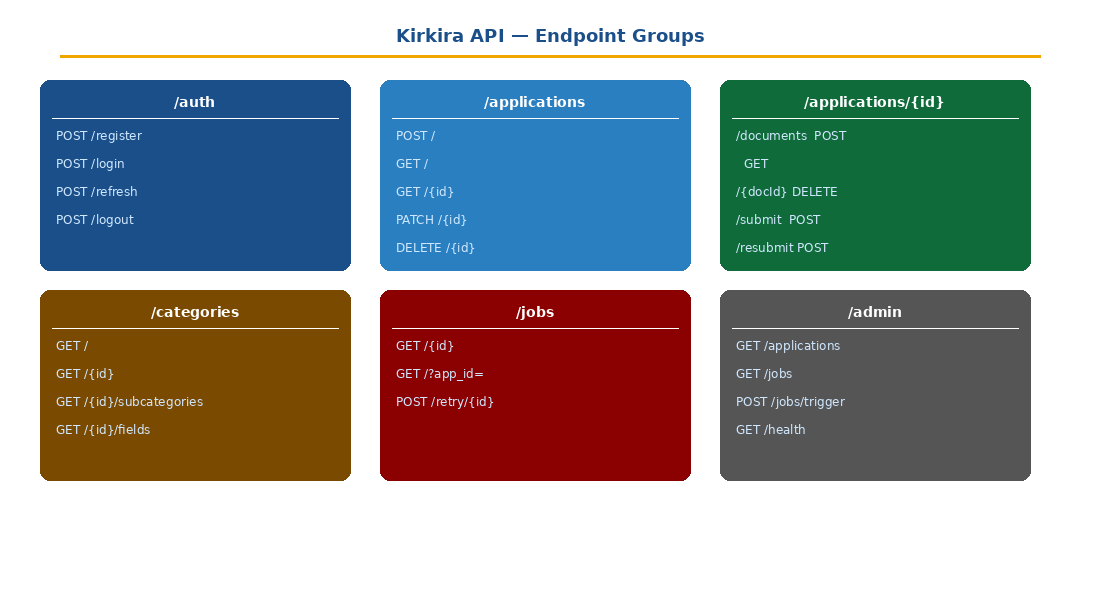 Kirkira API — Endpoint Groups
/auth
POST /register
POST /login
POST /refresh
POST /logout
/applications
POST /
GET /
GET /{id}
PATCH /{id}
DELETE /{id}
/applications/{id}
/documents  POST
GET
/{docId} DELETE
/submit  POST
/resubmit POST
/categories
GET /
GET /{id}
GET /{id}/subcategories
GET /{id}/fields
/jobs
GET /{id}
GET /?app_id=
POST /retry/{id}
/admin
GET /applications
GET /jobs
POST /jobs/trigger
GET /health